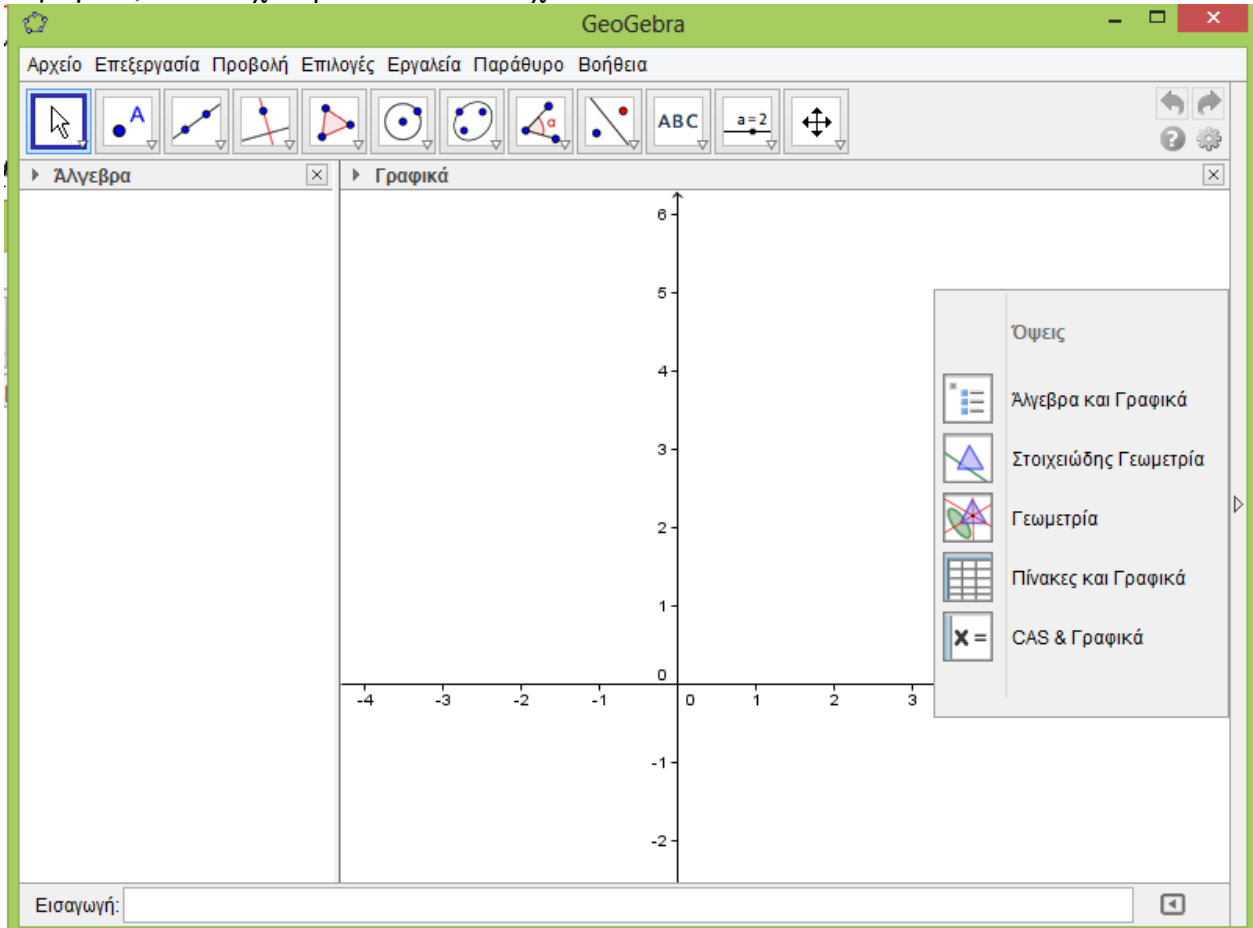 GeoGebra
Αρχείο Επεξεργασία Προβολή Επιλογές Εργαλεία Παράθυρο Βοήθεια
A
α
ABC
a=2
Άλγεβρα
Γραφικά
6
5
4
3
2
1
0
-4 -3 -2 -1 0 1 2 3
-1
-2
Όψεις
Άλγεβρα και Γραφικά
Στοιχειώδης Γεωμετρία
Γεωμετρία
Πίνακες και Γραφικά
X =
CAS & Γραφικά
Εισαγωγή: